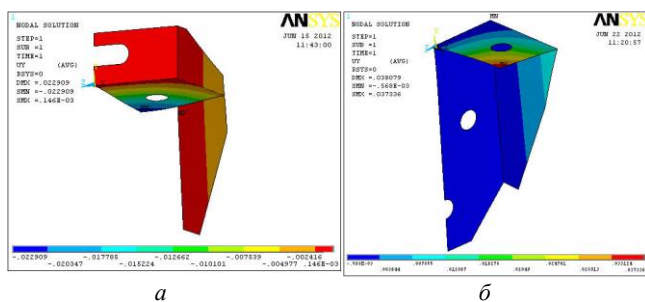 1
ANSYS
NODAL SOLUTION
JUN 15 2012
11:43:00
STEP=1
SUB =1
TIME=1
UY (AVG)
RSYS=0
DMX =.022909
SMN =-.022909
SMX =.146E-03
-.022909 -.017785 -.012662 -.007539 -.002416
-.020347 -.015224 -.010101 -.004977 .146E-03
а
1
ANSYS
NODAL SOLUTION
JUN 22 2012
11:20:57
STEP=1
SUB =1
TIME=1
UY (AVG)
RSYS=0
DMX =.038079
SMN =-.568E-03
SMX =.037336
MN
б